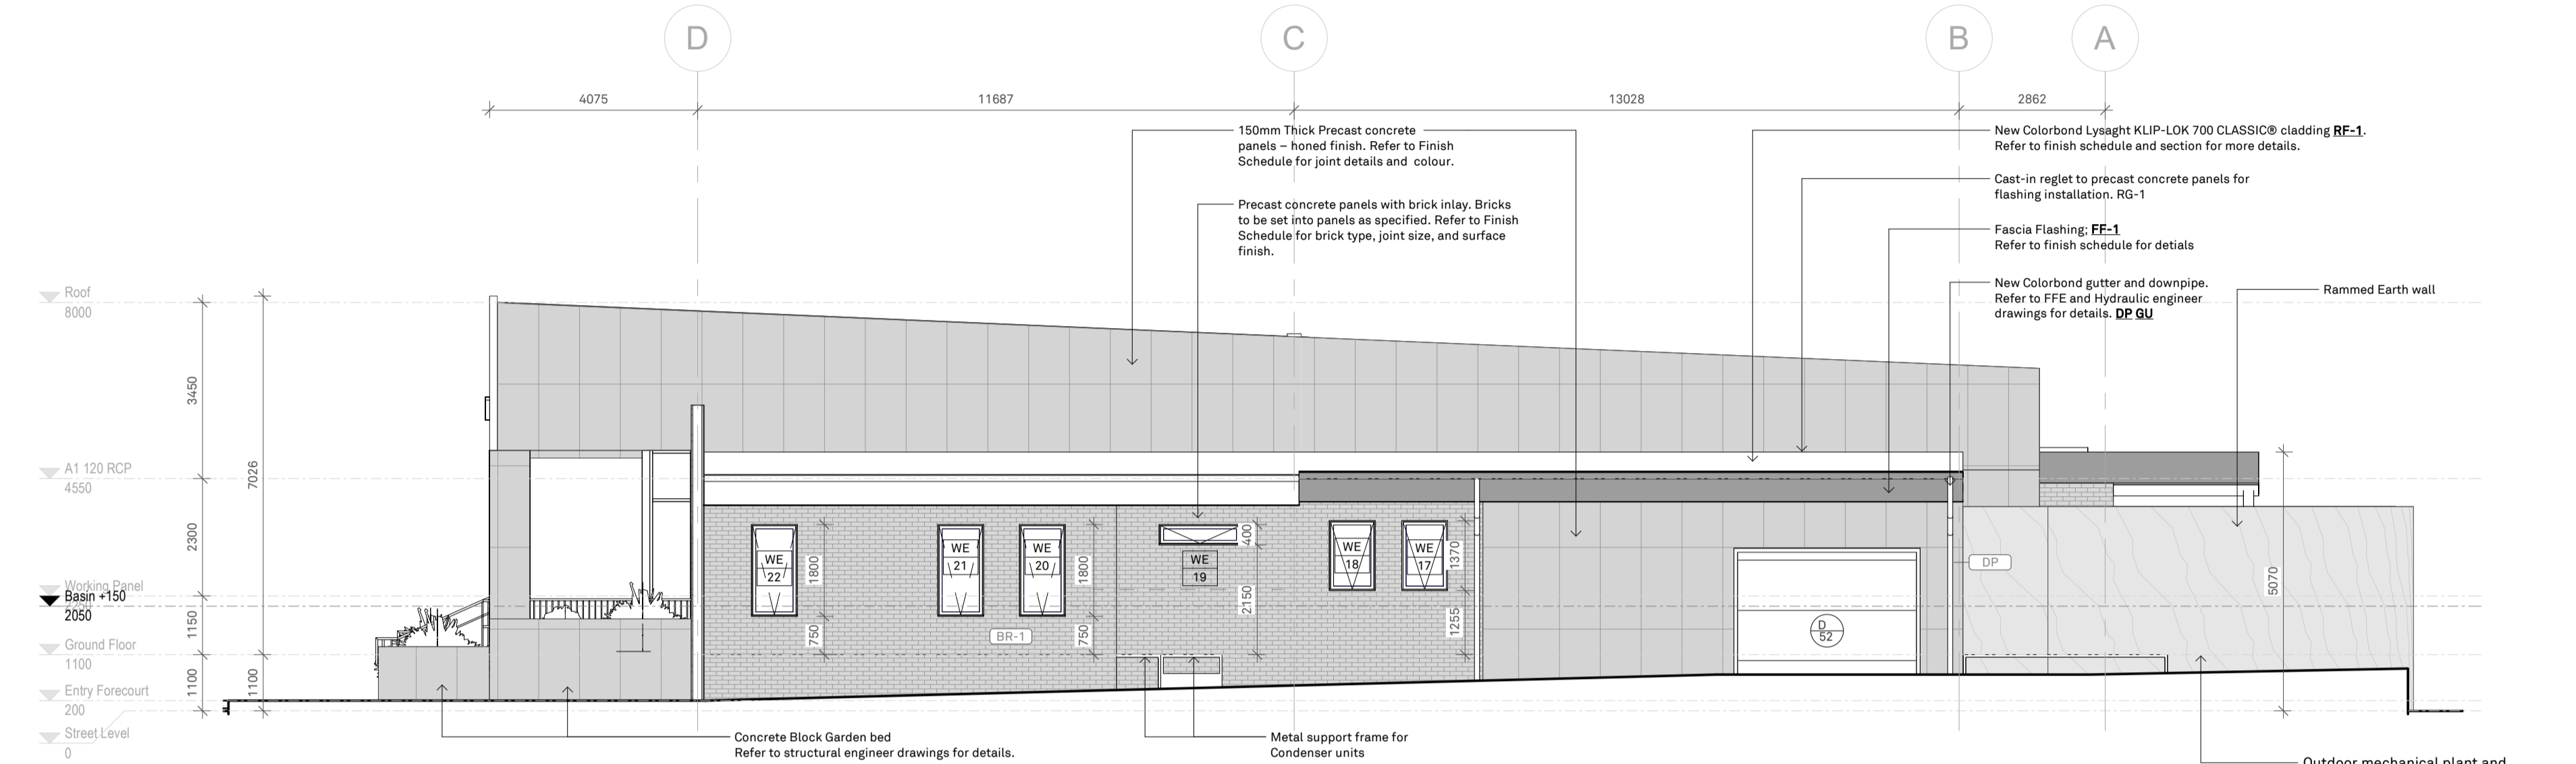 D
C
B
A
4075
11687
13028
2862
150mm Thick Precast concrete
panels – honed finish. Refer to Finish
Schedule for joint details and colour.
Precast concrete panels with brick inlay. Bricks
to be set into panels as specified. Refer to Finish
Schedule for brick type, joint size, and surface
finish.
New Colorbond Lysaght KLIP-LOK 700 CLASSIC® cladding RF-1.
Refer to finish schedule and section for more details.
Cast-in reglet to precast concrete panels for
flashing installation. RG-1
Fascia Flashing; FF-1
Refer to finish schedule for detials
New Colorbond gutter and downpipe.
Refer to FFE and Hydraulic engineer
drawings for details. DP GU
Rammed Earth wall
Roof
8000
A1 120 RCP
4550
Working Panel
Basin +150
2050
Ground Floor
1100
Entry Forecourt
200
Street Level
0
3450
2300
1150
1100
7026
1100
WE
22
1800
750
WE
21
WE
20
1800
750
BR-1
WE
19
400
2150
WE
18
WE
17
1370
1255
D
52
DP
5070
Concrete Block Garden bed
Refer to structural engineer drawings for details.
Metal support frame for
Condenser units
Outdoor mechanical plant and